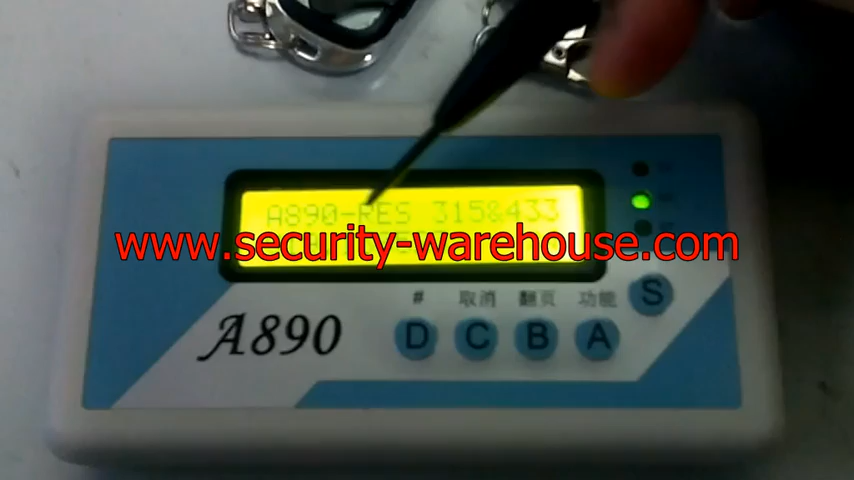 A890-RES 315&433
www.security-warehouse.com
# 取消 翻页 功能
S
A890 D C B A